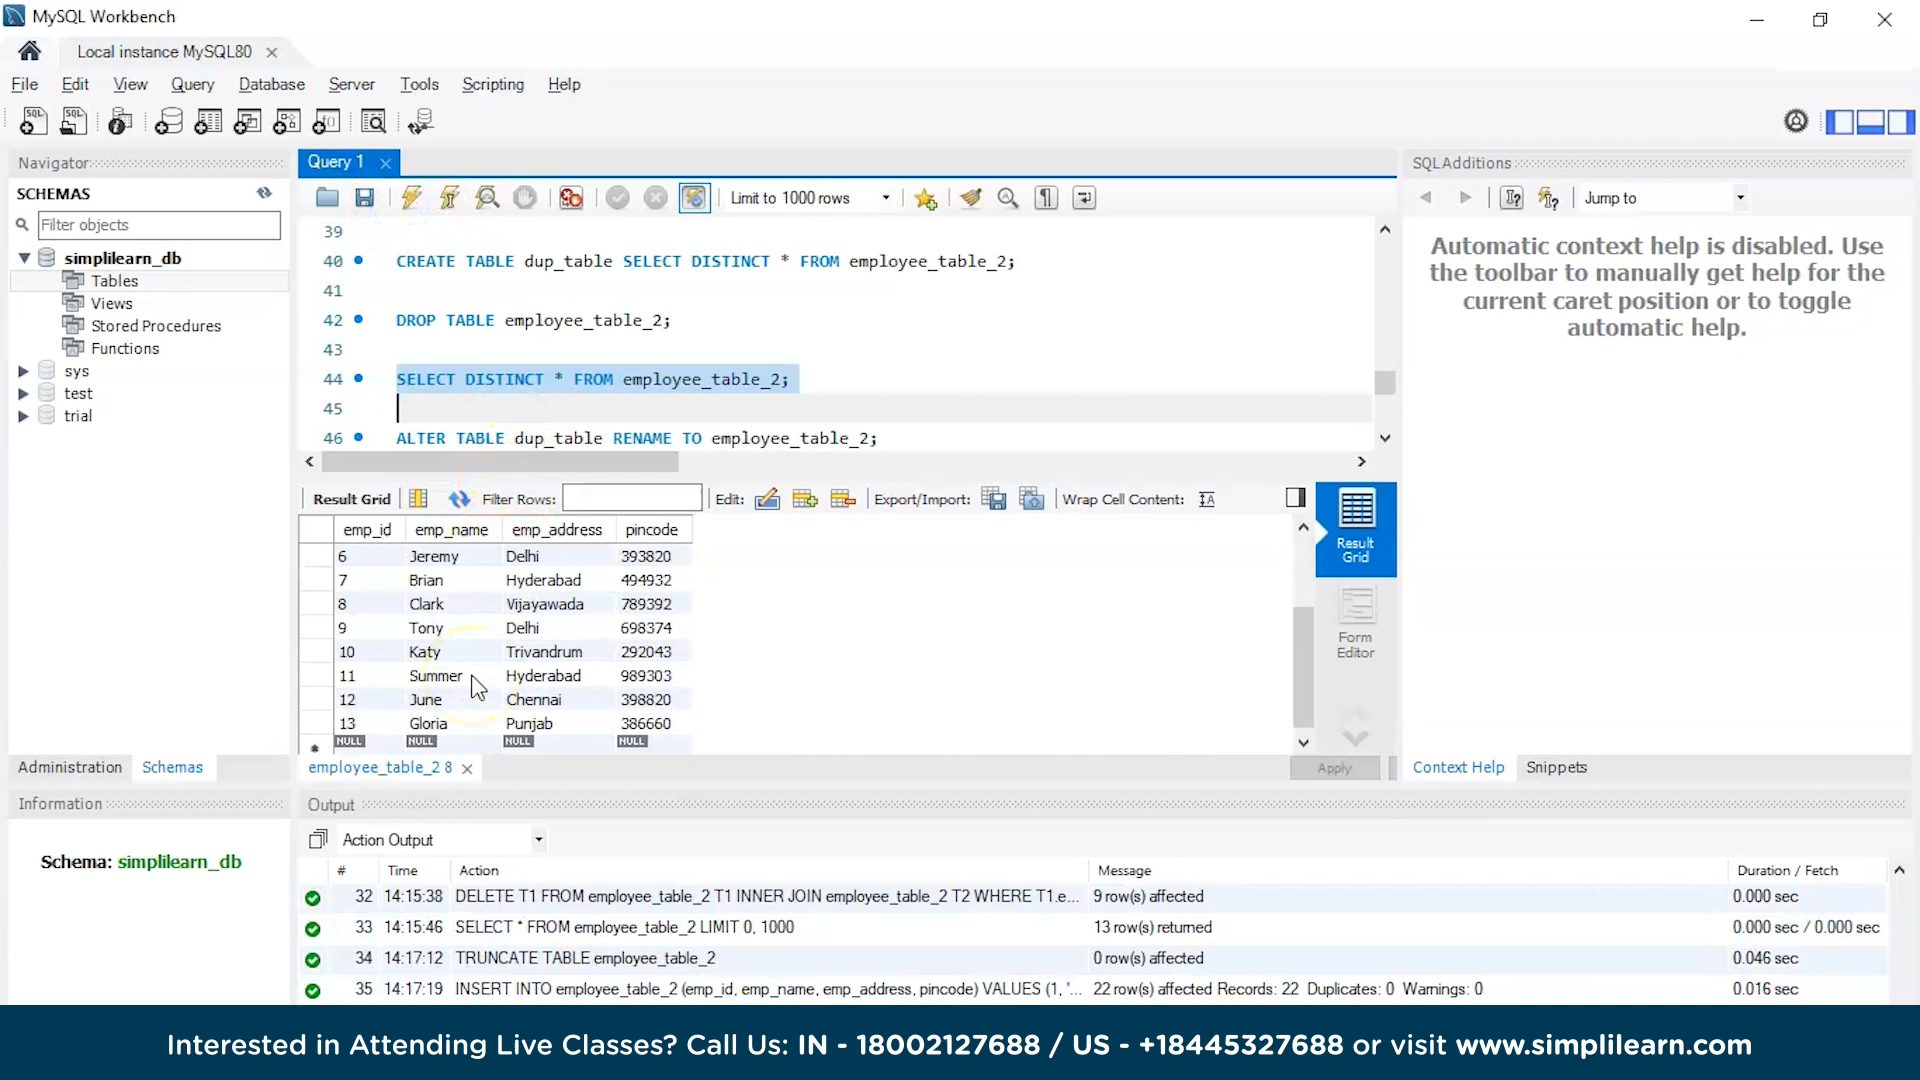 MySQL Workbench
Local instance MySQL80
File Edit View Query Database Server Tools Scripting Help
Navigator
SCHEMAS
Filter objects
simplilearn_db
Tables
Views
Stored Procedures
Functions
sys
test
trial
Administration Schemas
Information
Schema: simplilearn_db
Query 1
Limit to 1000 rows
39
40 CREATE TABLE dup_table SELECT DISTINCT * FROM employee_table_2;
41
42 DROP TABLE employee_table_2;
43
44 SELECT DISTINCT * FROM employee_table_2;
45
46 ALTER TABLE dup_table RENAME TO employee_table_2;
Result Grid Filter Rows: Edit: Export/Import: Wrap Cell Content:
emp_id emp_name emp_address pincode
6 Jeremy Delhi 393820
7 Brian Hyderabad 494932
8 Clark Vijayawada 789392
9 Tony Delhi 698374
10 Katy Trivandrum 292043
11 Summer Hyderabad 989303
12 June Chennai 398820
13 Gloria Punjab 386660
NULL NULL NULL NULL
Result
Grid
Form
Editor
employee_table_2 8
Apply
SQLAdditions
Jump to
Automatic context help is disabled. Use
the toolbar to manually get help for the
current caret position or to toggle
automatic help.
Context Help Snippets
Output
Action Output
# Time Action Message Duration / Fetch
32 14:15:38 DELETE T1 FROM employee_table_2 T1 INNER JOIN employee_table_2 T2 WHERE T1.e... 9 row(s) affected 0.000 sec
33 14:15:46 SELECT * FROM employee_table_2 LIMIT 0, 1000 13 row(s) returned 0.000 sec / 0.000 sec
34 14:17:12 TRUNCATE TABLE employee_table_2 0 row(s) affected 0.046 sec
35 14:17:19 INSERT INTO employee_table_2 (emp_id, emp_name, emp_address, pincode) VALUES (1, '... 22 row(s) affected Records: 22 Duplicates: 0 Warnings: 0 0.016 sec
Interested in Attending Live Classes? Call Us: IN - 18002127688 / US - +18445327688 or visit www.simplilearn.com